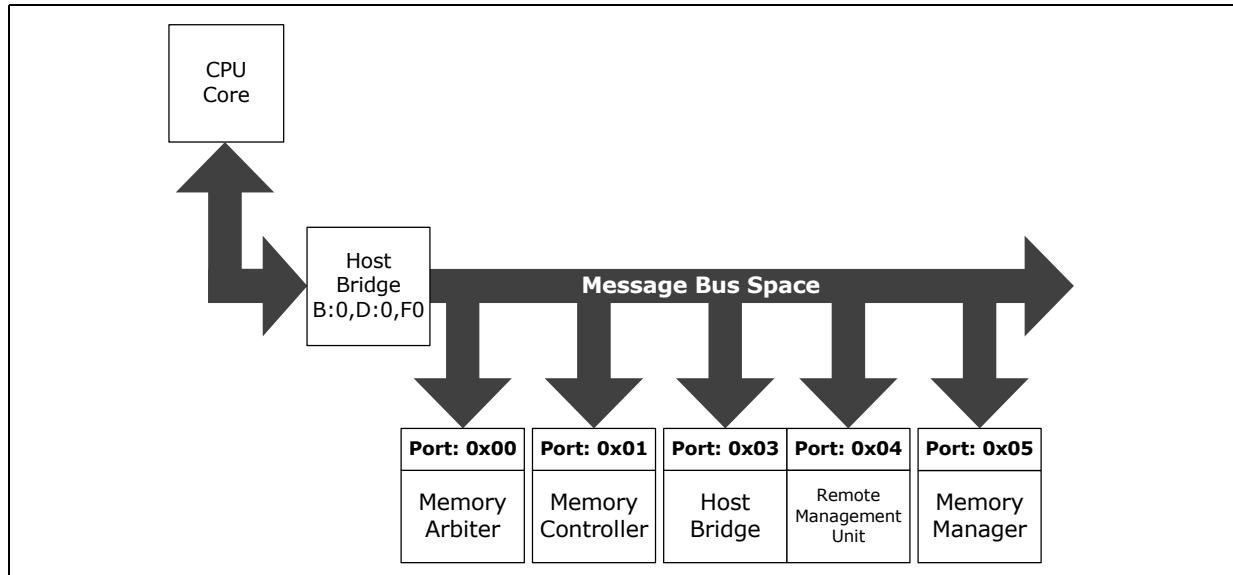 CPU
Core
Host
Bridge
B:0,D:0,F0
Message Bus Space
Port: 0x00
Memory
Arbiter
Port: 0x01
Memory
Controller
Port: 0x03
Host
Bridge
Port: 0x04
Remote
Management
Unit
Port: 0x05
Memory
Manager